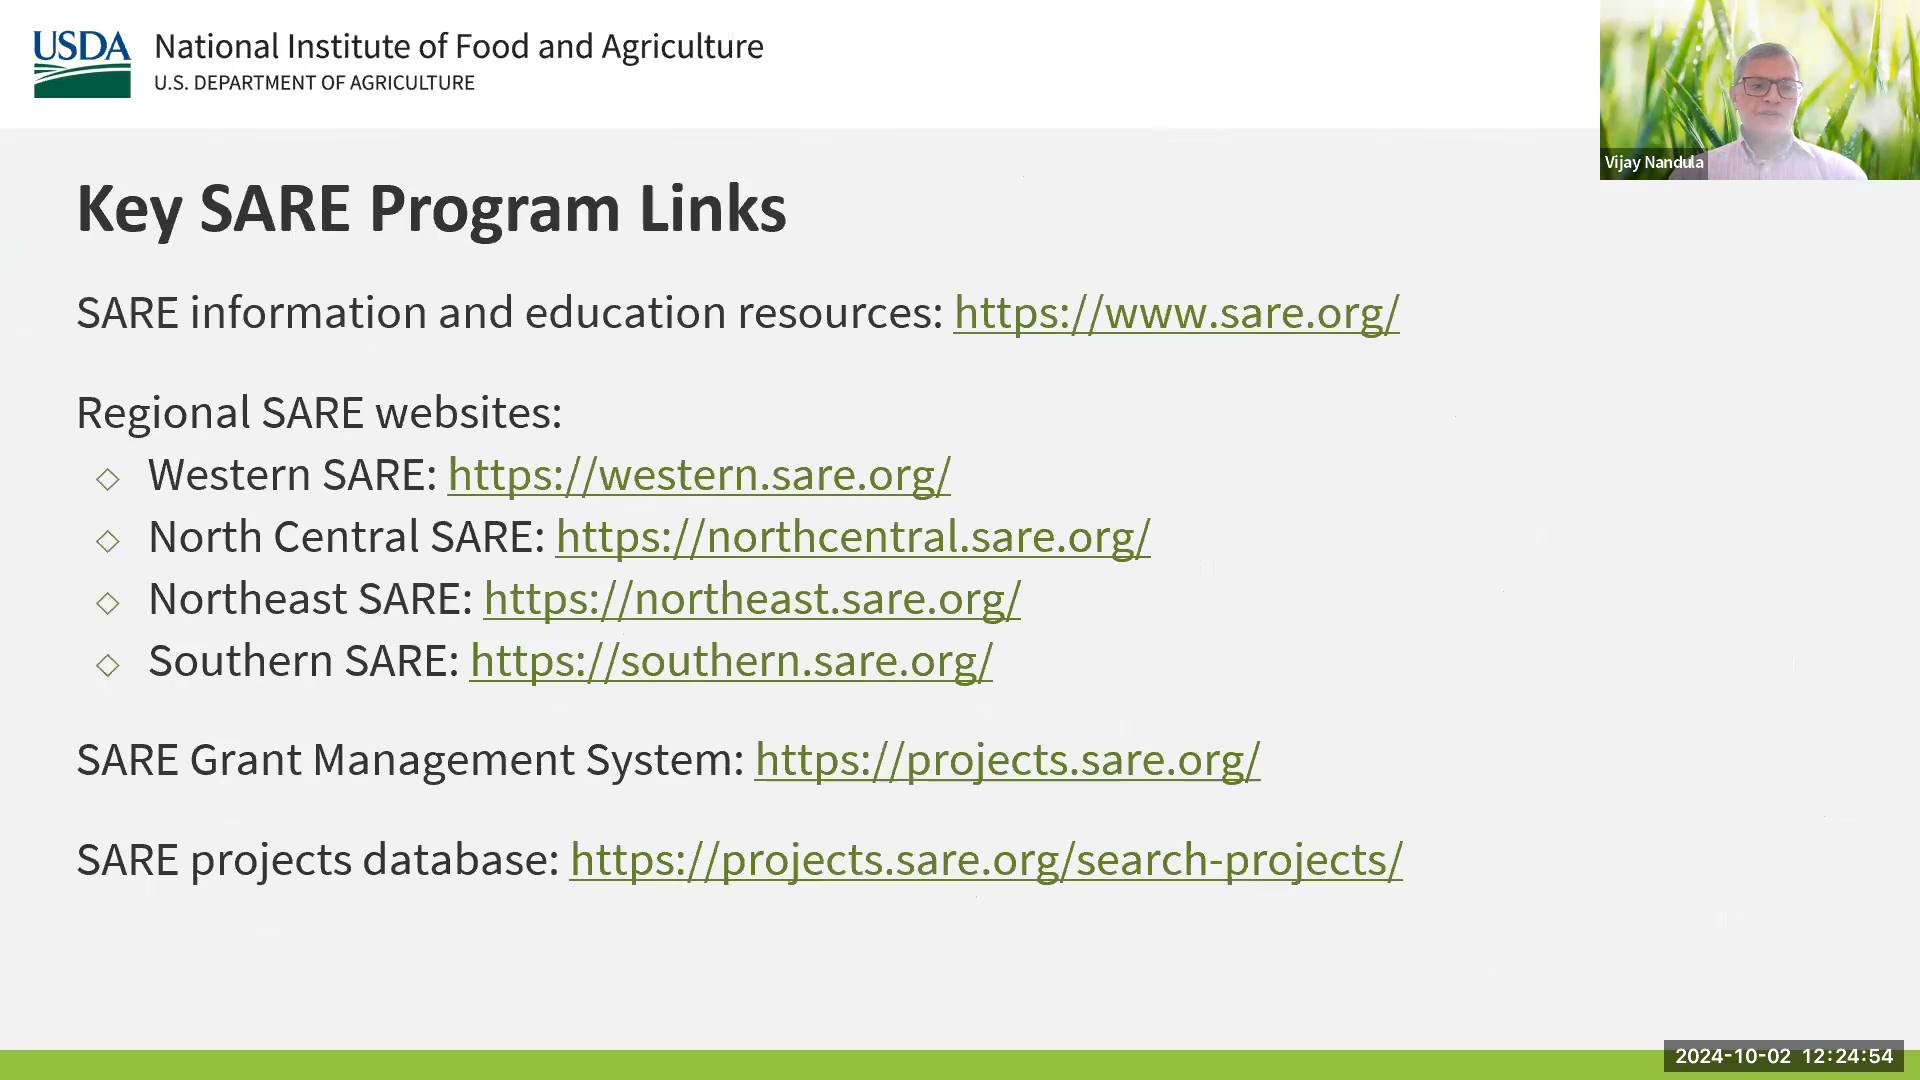 USDA
National Institute of Food and Agriculture
U.S. DEPARTMENT OF AGRICULTURE
Vijay Nandula
Key SARE Program Links
SARE information and education resources: https://www.sare.org/
Regional SARE websites:
◇ Western SARE: https://western.sare.org/
◇ North Central SARE: https://northcentral.sare.org/
◇ Northeast SARE: https://northeast.sare.org/
◇ Southern SARE: https://southern.sare.org/
SARE Grant Management System: https://projects.sare.org/
SARE projects database: https://projects.sare.org/search-projects/
2024-10-02 12:24:54